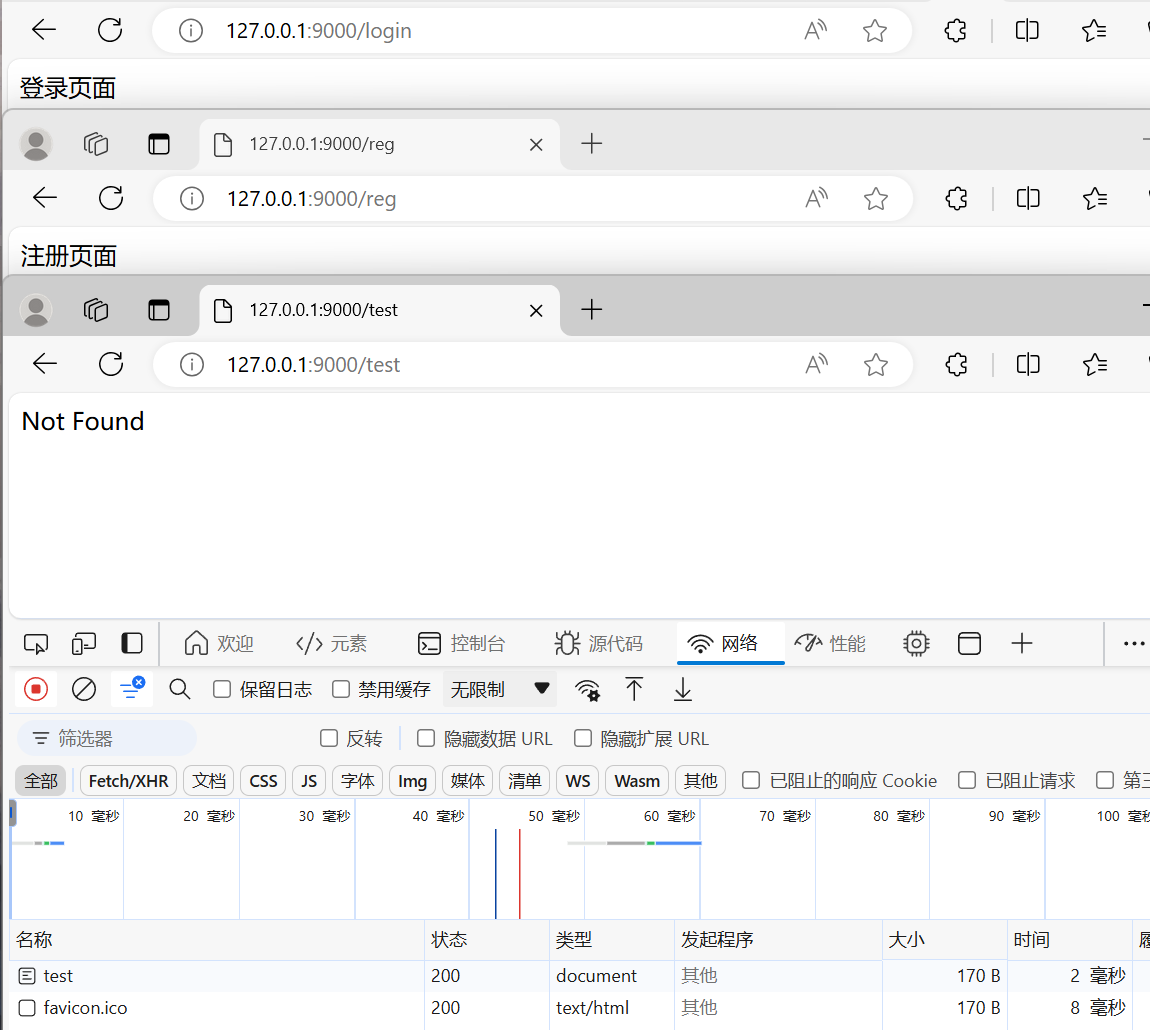 127.0.0.1:9000/login
登录页面
127.0.0.1:9000/reg
127.0.0.1:9000/reg
注册页面
127.0.0.1:9000/test
127.0.0.1:9000/test
Not Found
欢迎 元素 控制台 源代码 网络 性能
保留日志 禁用缓存 无限制
筛选器 反转 隐藏数据 URL 隐藏扩展 URL
全部 Fetch/XHR 文档 CSS JS 字体 Img 媒体 清单 WS Wasm 其他 已阻止的响应 Cookie 已阻止请求 第三
10 毫秒 20 毫秒 30 毫秒 40 毫秒 50 毫秒 60 毫秒 70 毫秒 80 毫秒 90 毫秒 100 毫秒
名称 状态 类型 发起程序 大小 时间
test 200 document 其他 170 B 2 毫秒
favicon.ico 200 text/html 其他 170 B 8 毫秒